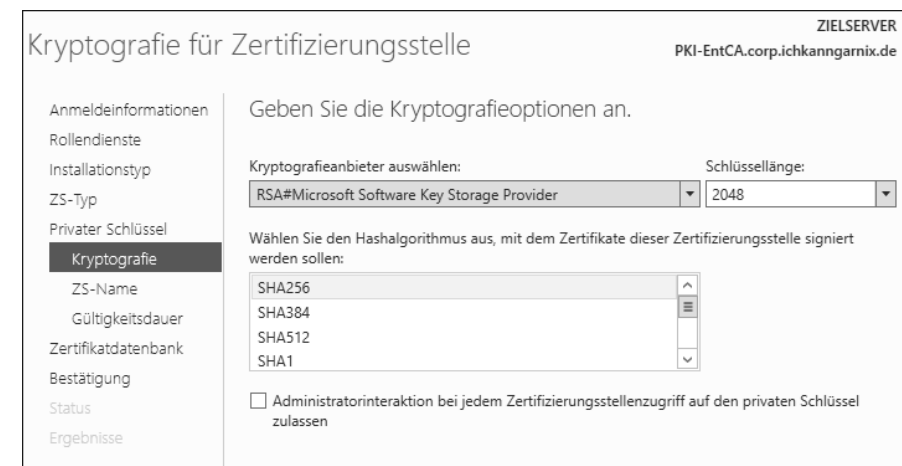 Kryptografie für Zertifizierungsstelle
ZIELSERVER
PKI-EntCA.corp.ichkanngarnix.de
Anmeldeinformationen
Rollendienste
Installationstyp
ZS-Typ
Privater Schlüssel
Kryptografie
ZS-Name
Gültigkeitsdauer
Zertifikatdatenbank
Bestätigung
Status
Ergebnisse
Geben Sie die Kryptografieoptionen an.
Kryptografieanbieter auswählen:
Schlüssellänge:
RSA#Microsoft Software Key Storage Provider
2048
Wählen Sie den Hashalgorithmus aus, mit dem Zertifikate dieser Zertifizierungsstelle signiert
werden sollen:
SHA256
SHA384
SHA512
SHA1
Administratorinteraktion bei jedem Zertifizierungsstellenzugriff auf den privaten Schlüssel
zulassen